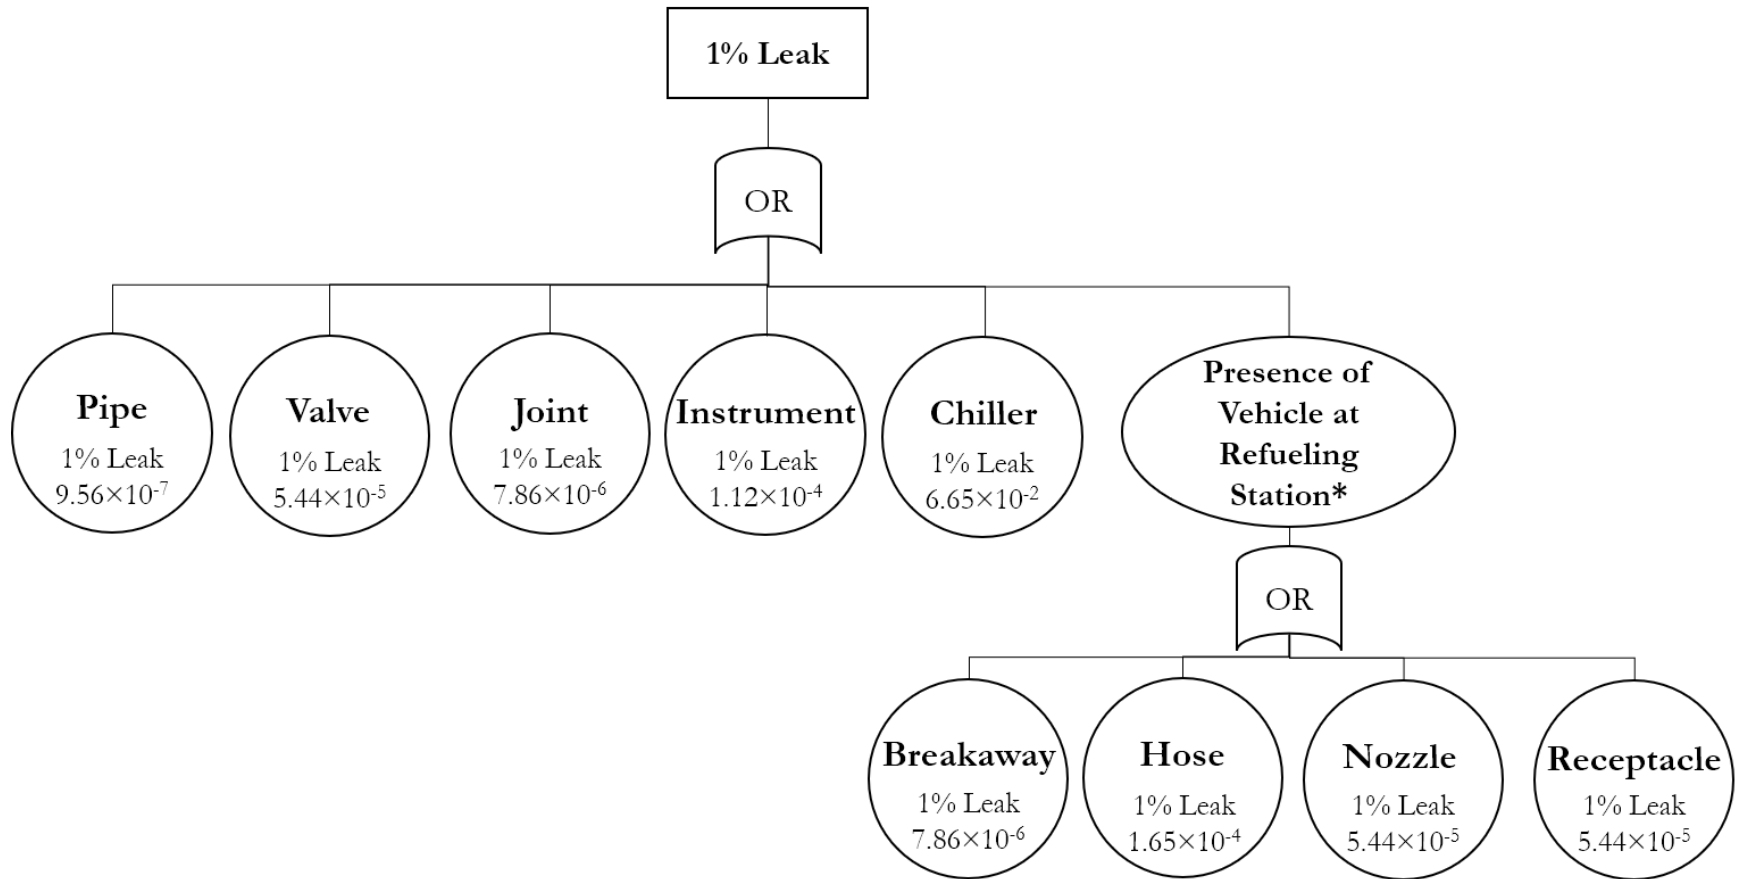 1% Leak
OR
Pipe
1% Leak
9.56×10⁻⁷
Valve
1% Leak
5.44×10⁻⁵
Joint
1% Leak
7.86×10⁻⁶
Instrument
1% Leak
1.12×10⁻⁴
Chiller
1% Leak
6.65×10⁻²
Presence of
Vehicle at
Refueling
Station*
OR
Breakaway
1% Leak
7.86×10⁻⁶
Hose
1% Leak
1.65×10⁻⁴
Nozzle
1% Leak
5.44×10⁻⁵
Receptacle
1% Leak
5.44×10⁻⁵